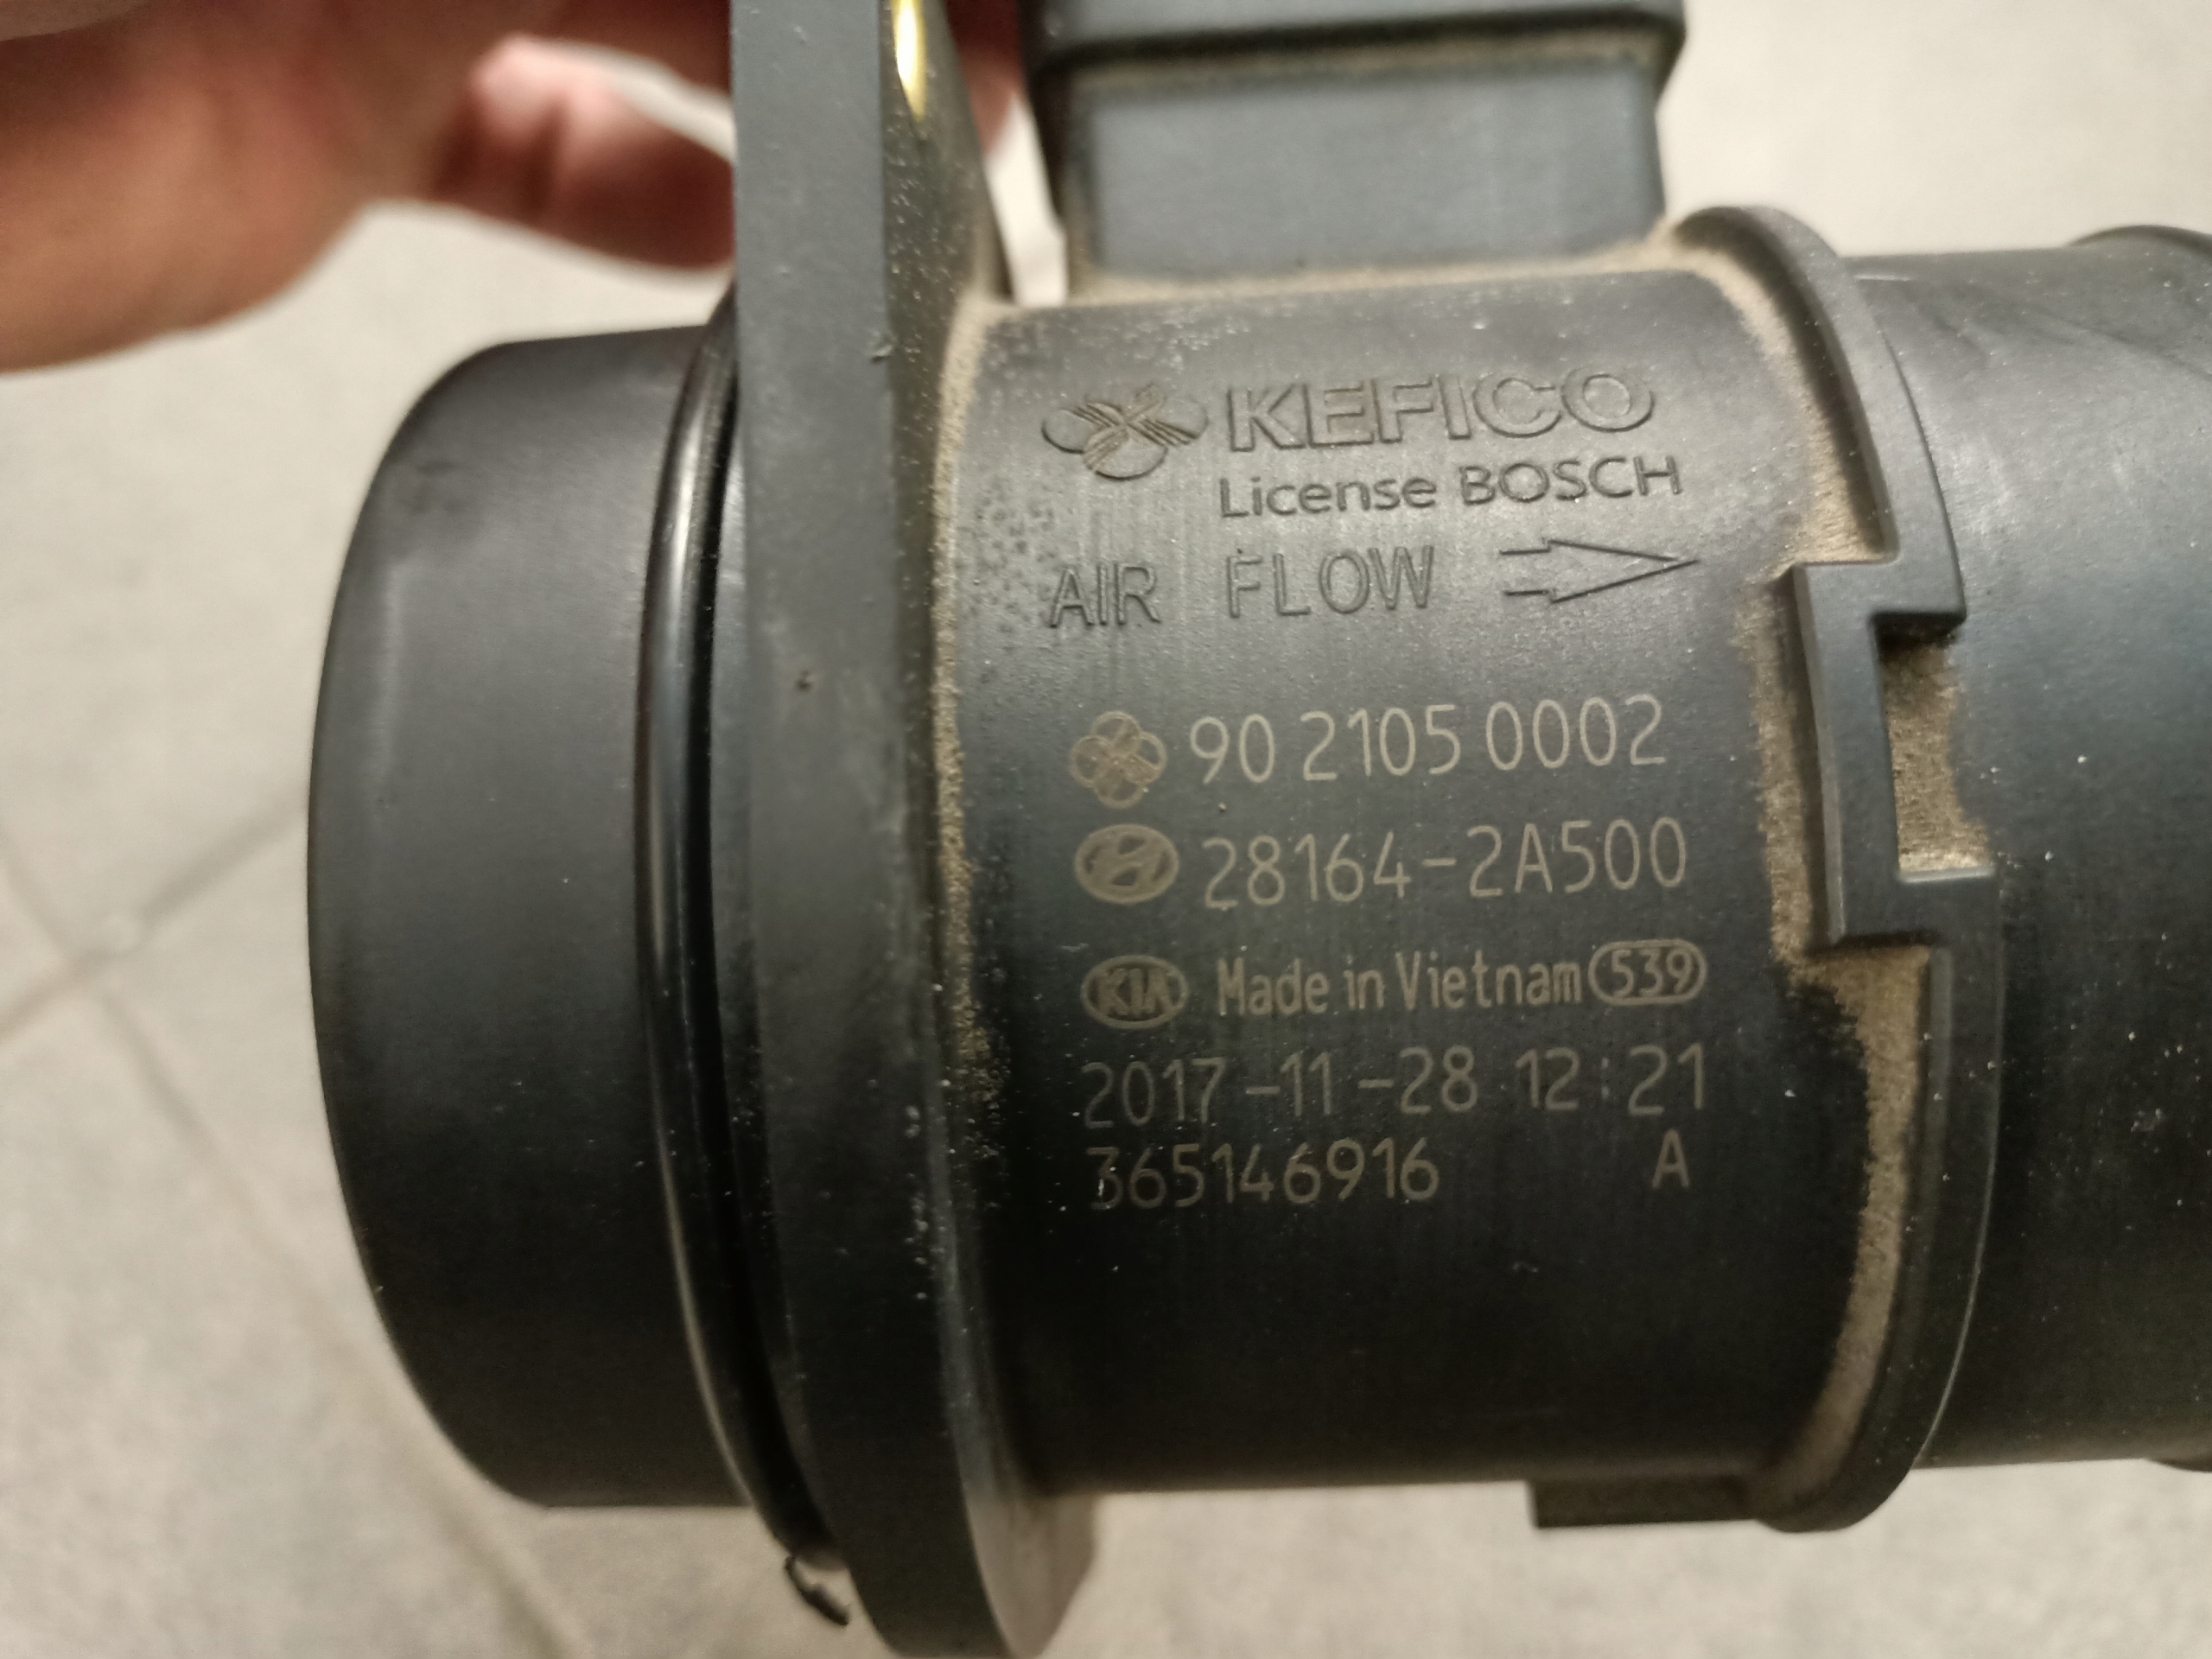 KEFICO
License BOSCH
AIR FLOW
90 2105 0002
28164-2A500
KIA Made in Vietnam 539
2017-11-28 12:21
365146916 A